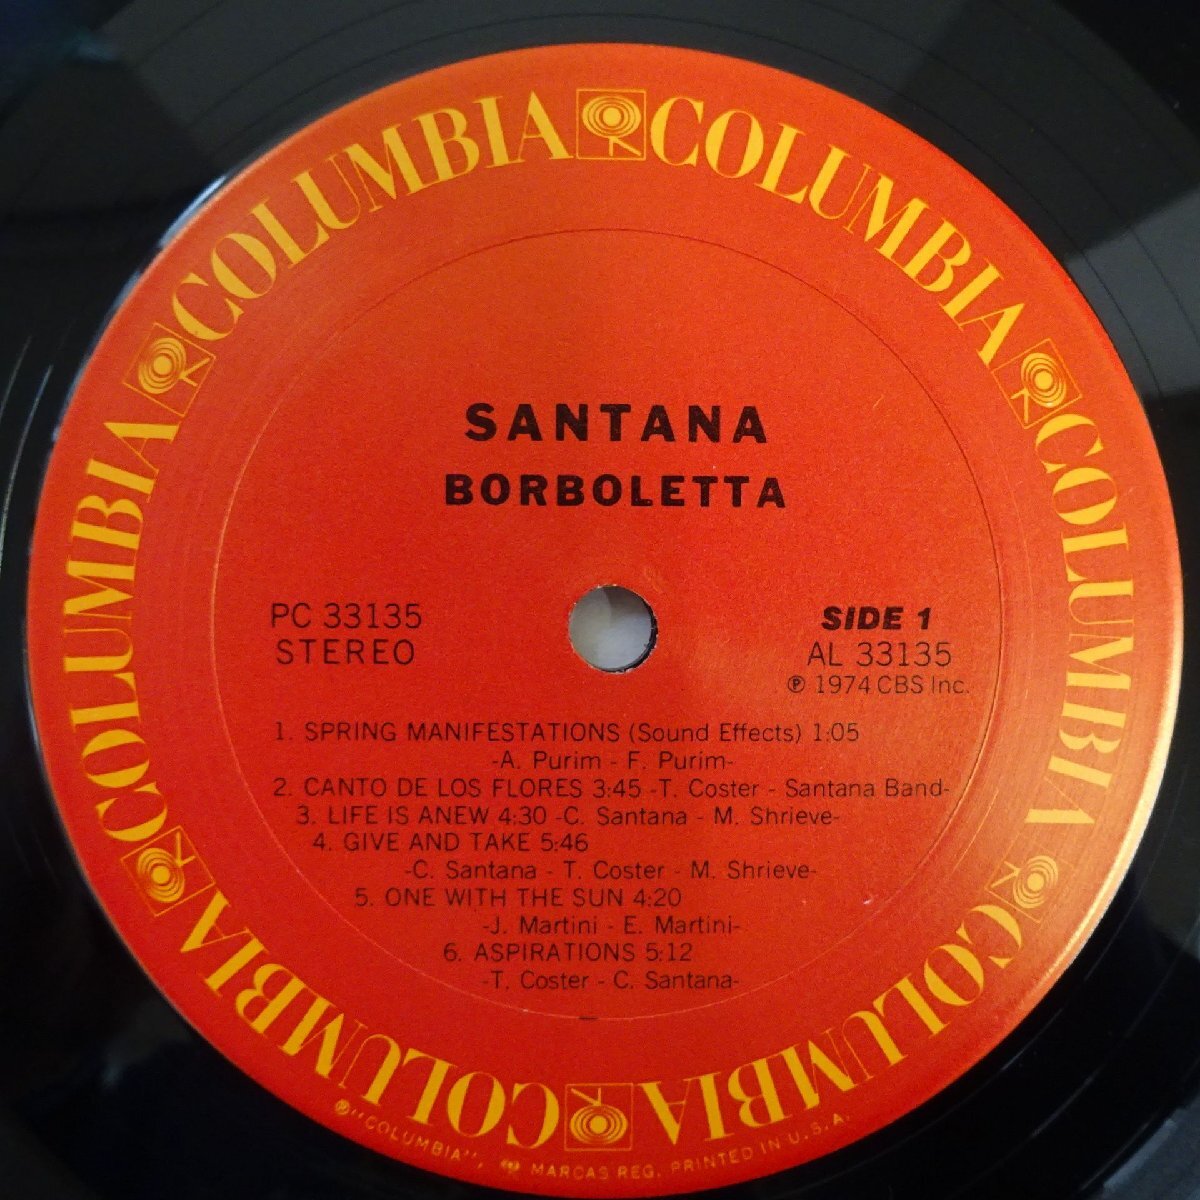 COLUMBIA COLUMBIA COLUMBIA COLUMBIA COLUMBIA COLUMBIA COLUMBIA COLUMBIA
SANTANA
BORBOLETTA
PC 33135
STEREO
SIDE 1
AL 33135
℗ 1974 CBS Inc.
1. SPRING MANIFESTATIONS (Sound Effects) 1:05
-A. Purim - F. Purim-
2. CANTO DE LOS FLORES 3:45 -T. Coster - Santana Band-
3. LIFE IS ANEW 4:30 -C. Santana - M. Shrieve-
4. GIVE AND TAKE 5:46
-C. Santana - T. Coster - M. Shrieve-
5. ONE WITH THE SUN 4:20
-J. Martini - E. Martini-
6. ASPIRATIONS 5:12
-T. Coster - C. Santana-
℗ "COLUMBIA", MARCAS REG. PRINTED IN U.S.A.